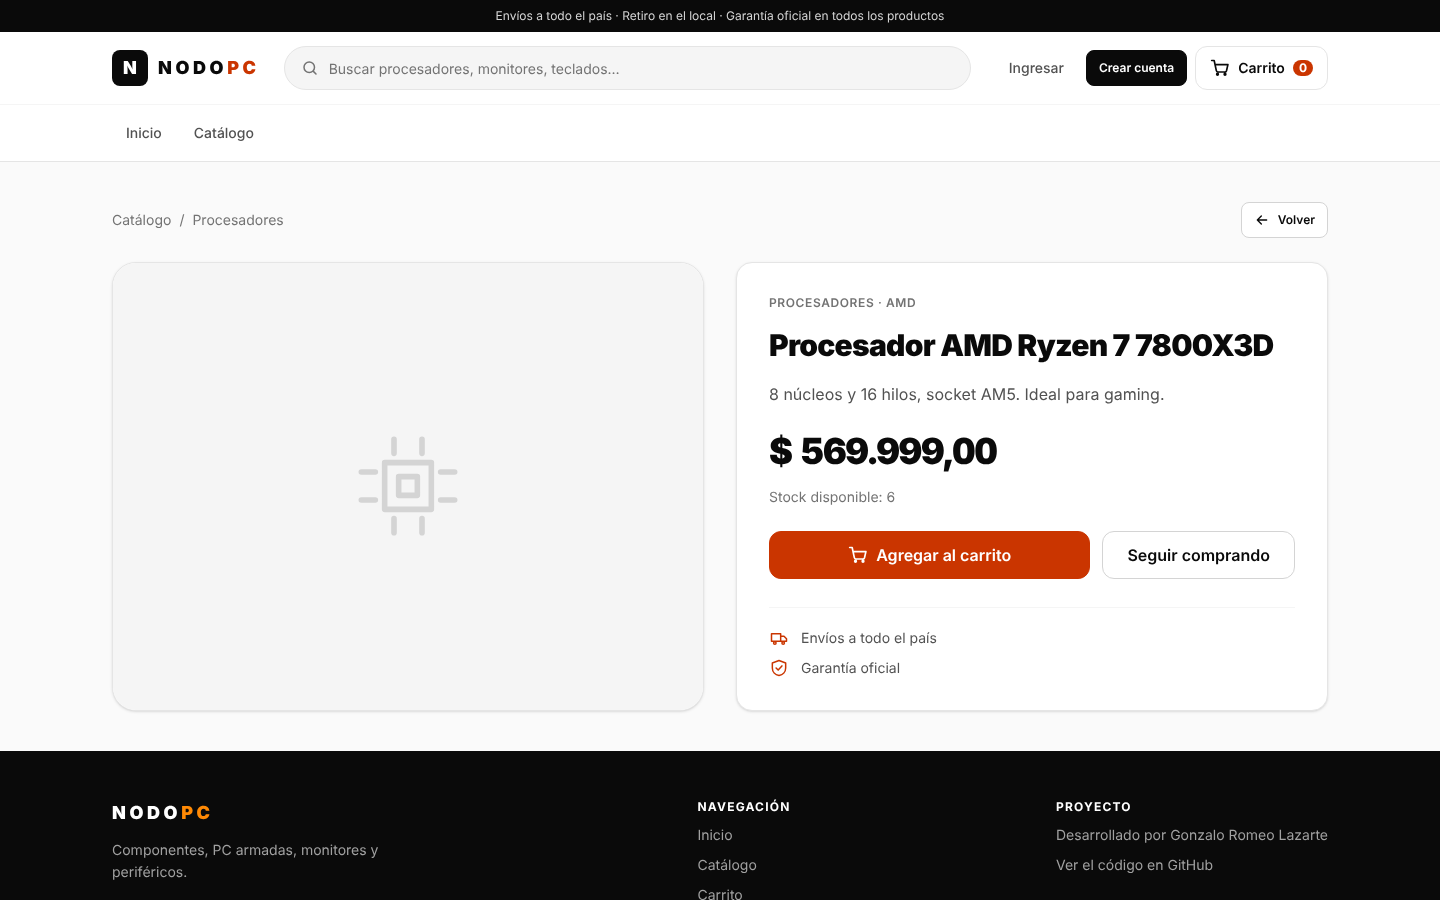 Envíos a todo el país · Retiro en el local · Garantía oficial en todos los productos
N NODOPC
Buscar procesadores, monitores, teclados...
Ingresar
Crear cuenta
Carrito 0
Inicio
Catálogo
Catálogo / Procesadores
Volver
PROCESADORES · AMD
Procesador AMD Ryzen 7 7800X3D
8 núcleos y 16 hilos, socket AM5. Ideal para gaming.
$ 569.999,00
Stock disponible: 6
Agregar al carrito
Seguir comprando
Envíos a todo el país
Garantía oficial
NODOPC
Componentes, PC armadas, monitores y
periféricos.
NAVEGACIÓN
Inicio
Catálogo
Carrito
PROYECTO
Desarrollado por Gonzalo Romeo Lazarte
Ver el código en GitHub